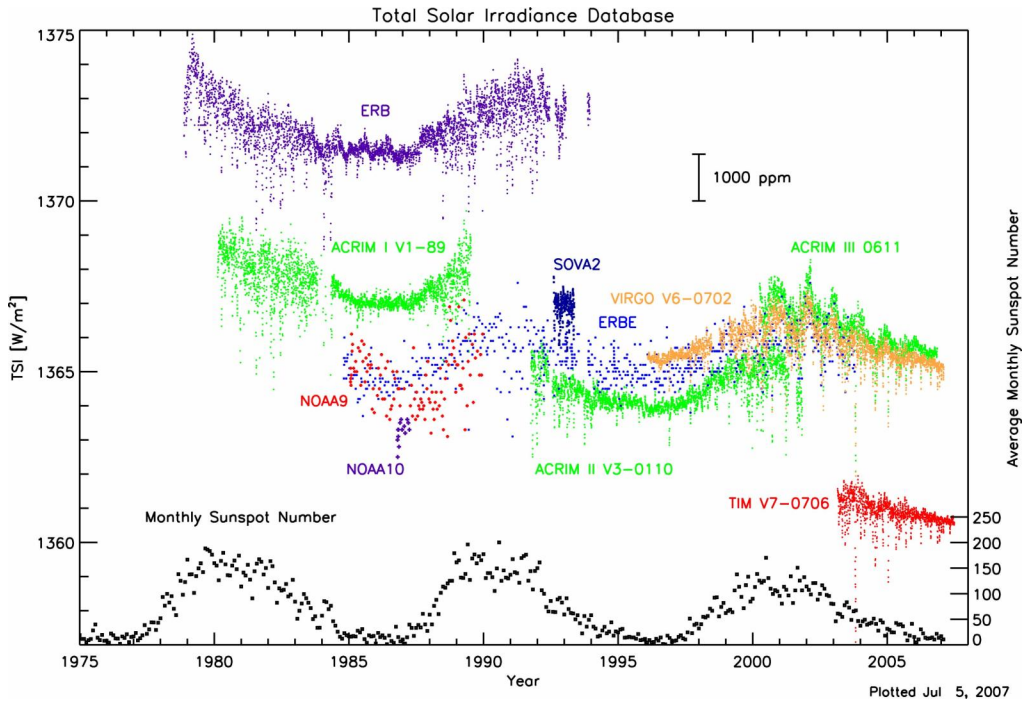 Total Solar Irradiance Database
1375
1370
1365
1360
TSI [W/m²]
ERB
1000 ppm
ACRIM I V1-89
SOVA2
ACRIM III 0611
VIRGO V6-0702
ERBE
NOAA9
NOAA10
ACRIM II V3-0110
TIM V7-0706
Monthly Sunspot Number
Average Monthly Sunspot Number
250
200
150
100
50
0
1975 1980 1985 1990 1995 2000 2005
Year
Plotted Jul 5, 2007